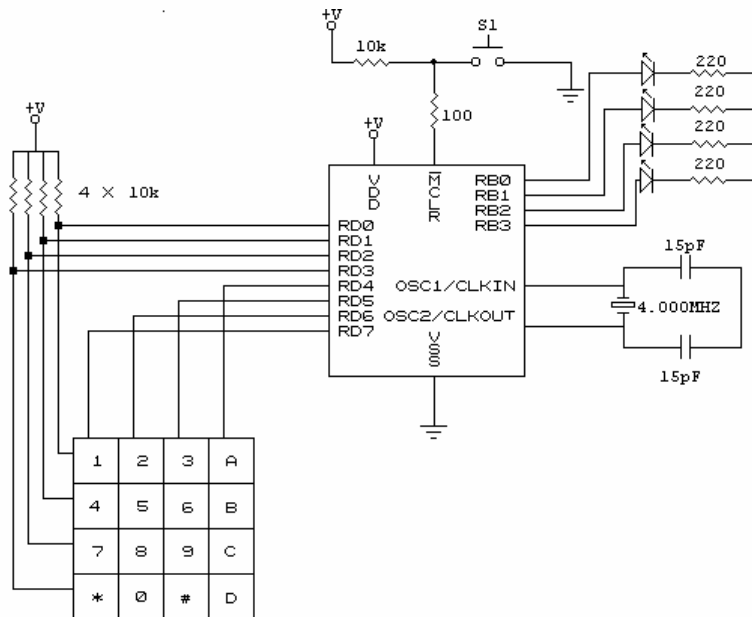 +V
10k
S1
220
220
220
220
+V
+V
100
4 X 10k
VDD
MCLR
RB0
RB1
RB2
RB3
RD0
RD1
RD2
RD3
RD4
RD5
RD6
RD7
OSC1/CLKIN
OSC2/CLKOUT
VSS
15pF
4.000MHZ
15pF
1 2 3 A
4 5 6 B
7 8 9 C
* 0 # D